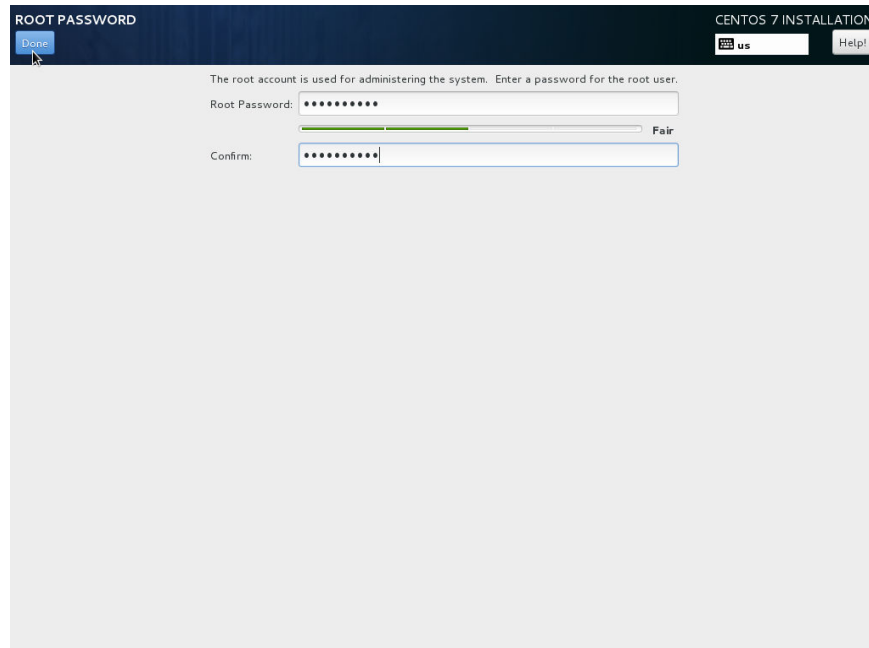 ROOT PASSWORD
CENTOS 7 INSTALLATION
Done
us
Help!
The root account is used for administering the system. Enter a password for the root user.
Root Password: ••••••••••
Fair
Confirm: ••••••••••